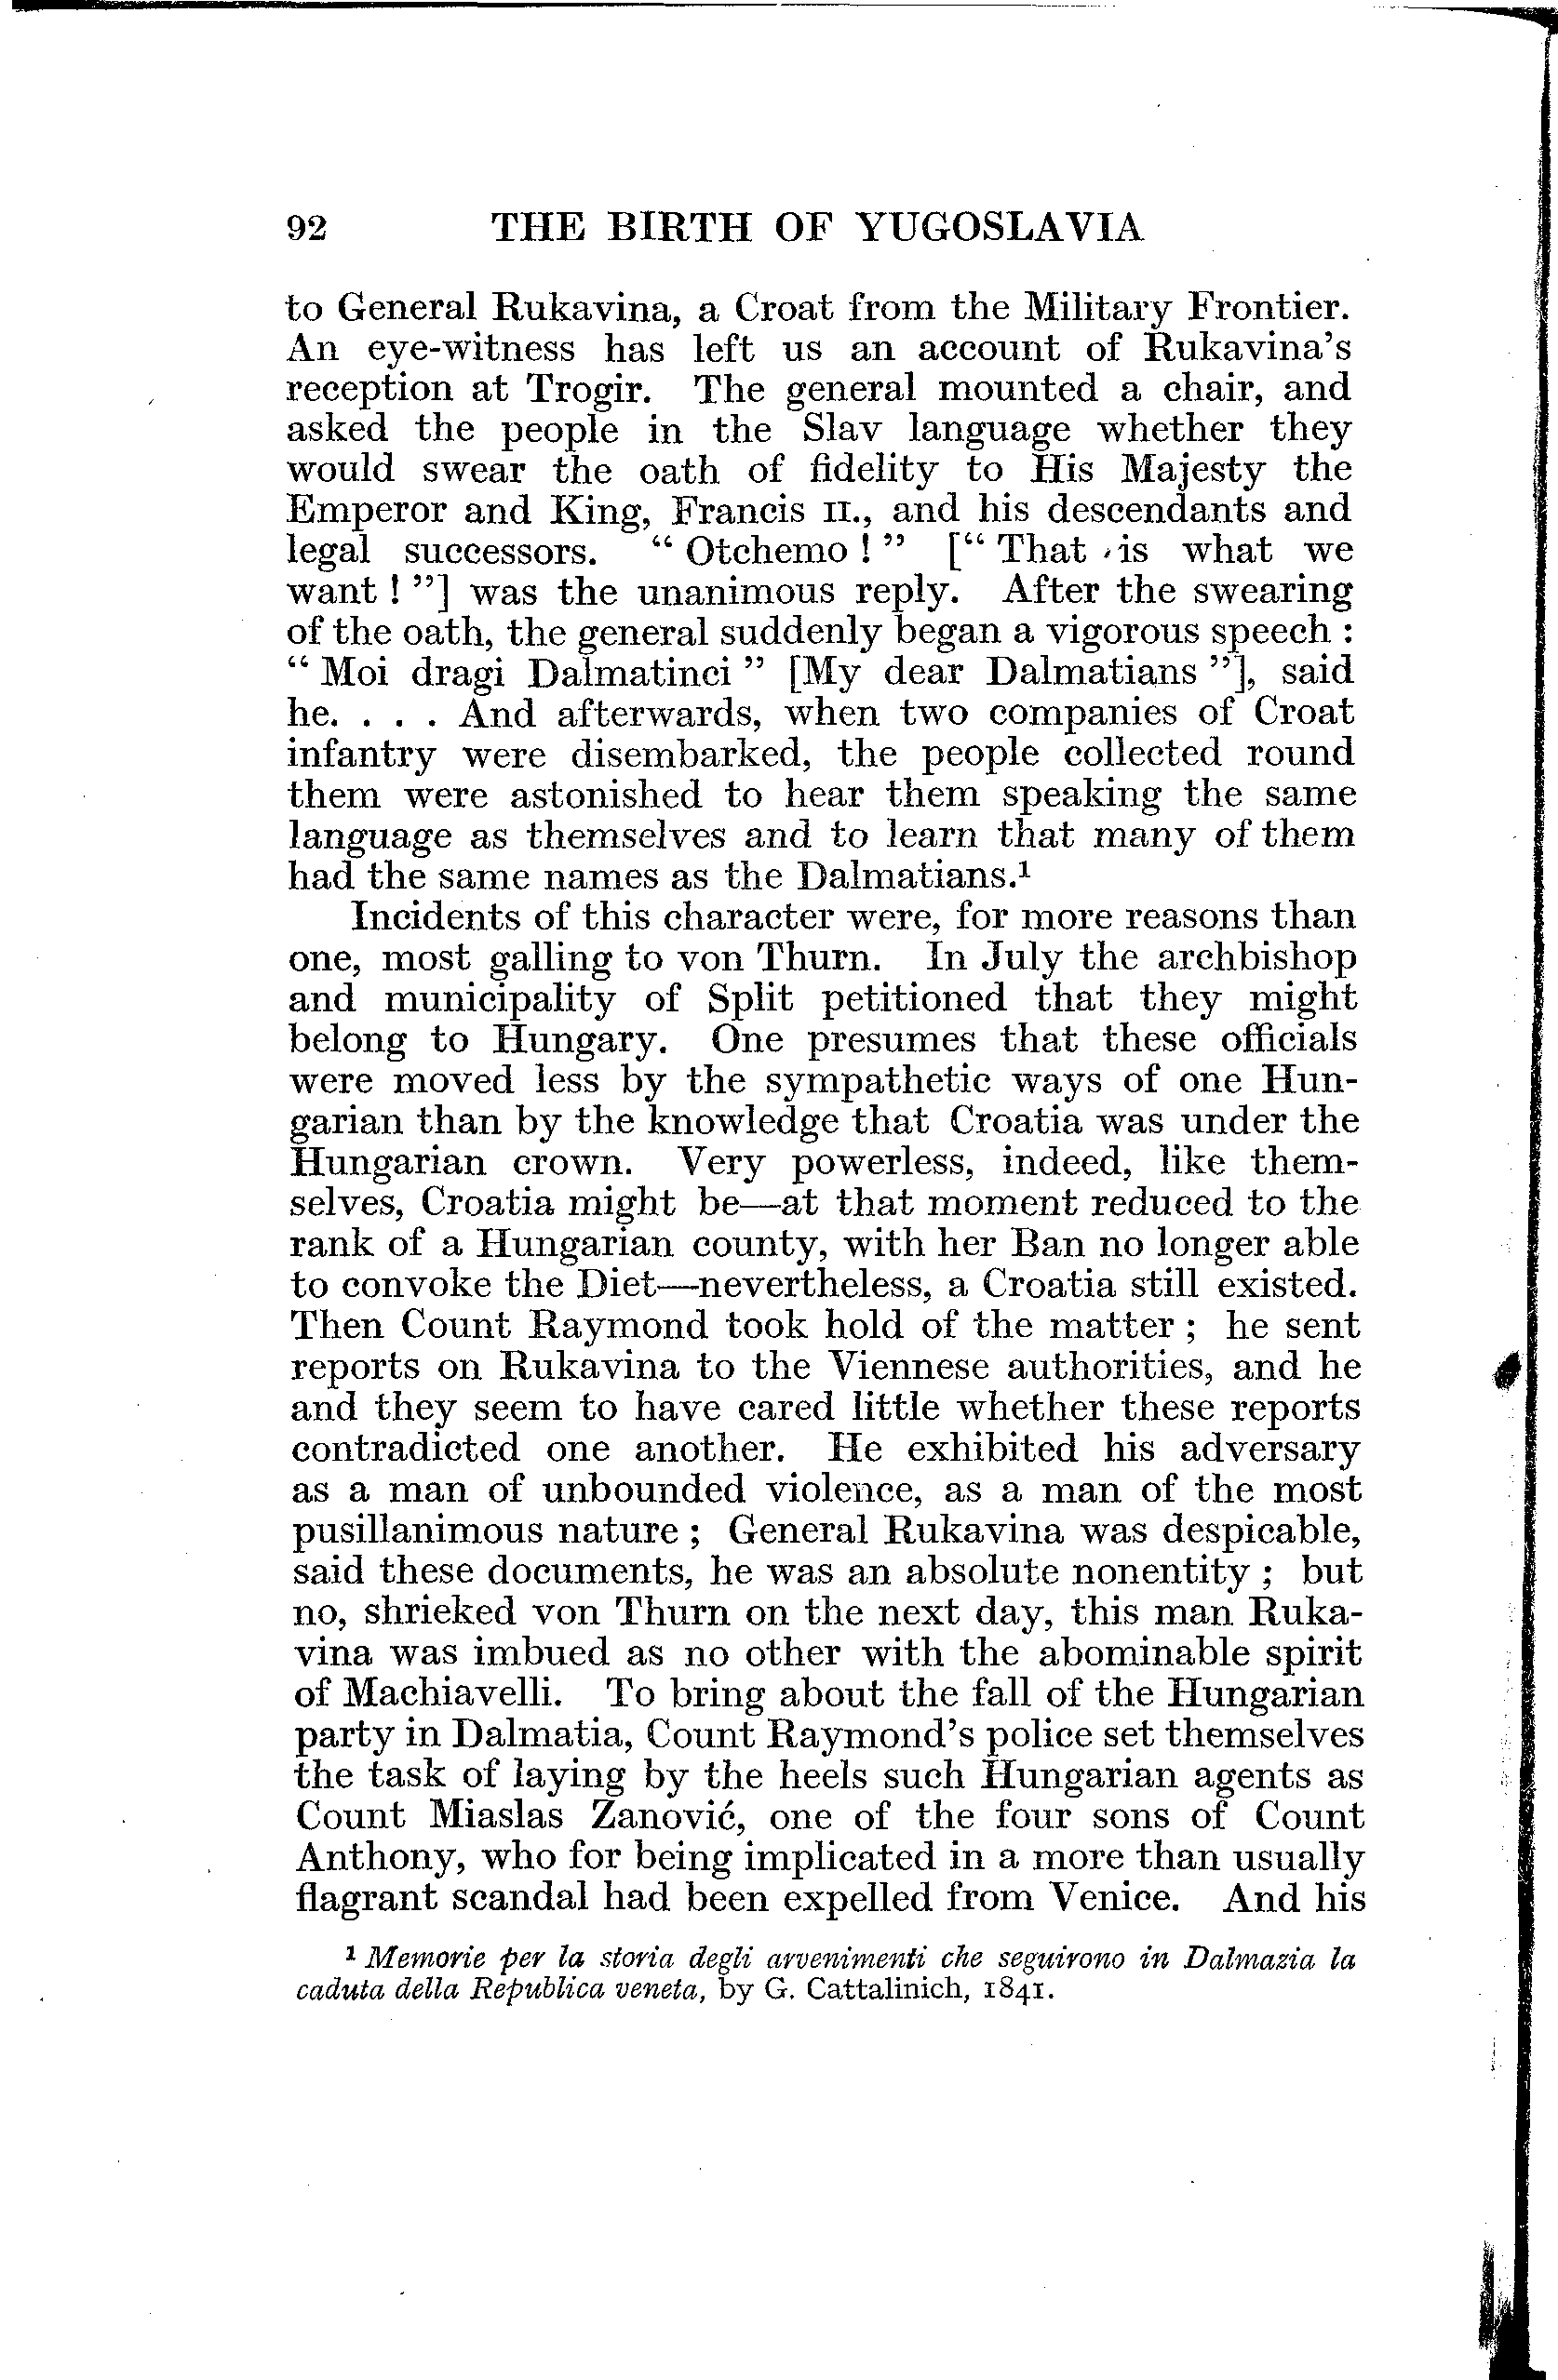 92 THE BIRTH OF YUGOSLAVIA
to General Rukavina, a Croat from the Military Frontier.
An eye-witness has left us an account of Rukavina's
reception at Trogir. The general mounted a chair, and
asked the people in the Slav language whether they
would swear the oath of fidelity to His Majesty the
Emperor and King, Francis II., and his descendants and
legal successors. “ Otchemo ! ” [“ That is what we
want ! ”] was the unanimous reply. After the swearing
of the oath, the general suddenly began a vigorous speech :
“ Moi dragi Dalmatinci ” [My dear Dalmatians ”], said
he. . . . And afterwards, when two companies of Croat
infantry were disembarked, the people collected round
them were astonished to hear them speaking the same
language as themselves and to learn that many of them
had the same names as the Dalmatians.¹
Incidents of this character were, for more reasons than
one, most galling to von Thurn. In July the archbishop
and municipality of Split petitioned that they might
belong to Hungary. One presumes that these officials
were moved less by the sympathetic ways of one Hun-
garian than by the knowledge that Croatia was under the
Hungarian crown. Very powerless, indeed, like them-
selves, Croatia might be—at that moment reduced to the
rank of a Hungarian county, with her Ban no longer able
to convoke the Diet—nevertheless, a Croatia still existed.
Then Count Raymond took hold of the matter ; he sent
reports on Rukavina to the Viennese authorities, and he
and they seem to have cared little whether these reports
contradicted one another. He exhibited his adversary
as a man of unbounded violence, as a man of the most
pusillanimous nature ; General Rukavina was despicable,
said these documents, he was an absolute nonentity ; but
no, shrieked von Thurn on the next day, this man Ruka-
vina was imbued as no other with the abominable spirit
of Machiavelli. To bring about the fall of the Hungarian
party in Dalmatia, Count Raymond's police set themselves
the task of laying by the heels such Hungarian agents as
Count Miaslas Zanović, one of the four sons of Count
Anthony, who for being implicated in a more than usually
flagrant scandal had been expelled from Venice. And his
¹ Memorie per la storia degli avvenimenti che seguirono in Dalmazia la
caduta della Republica veneta, by G. Cattalinich, 1841.